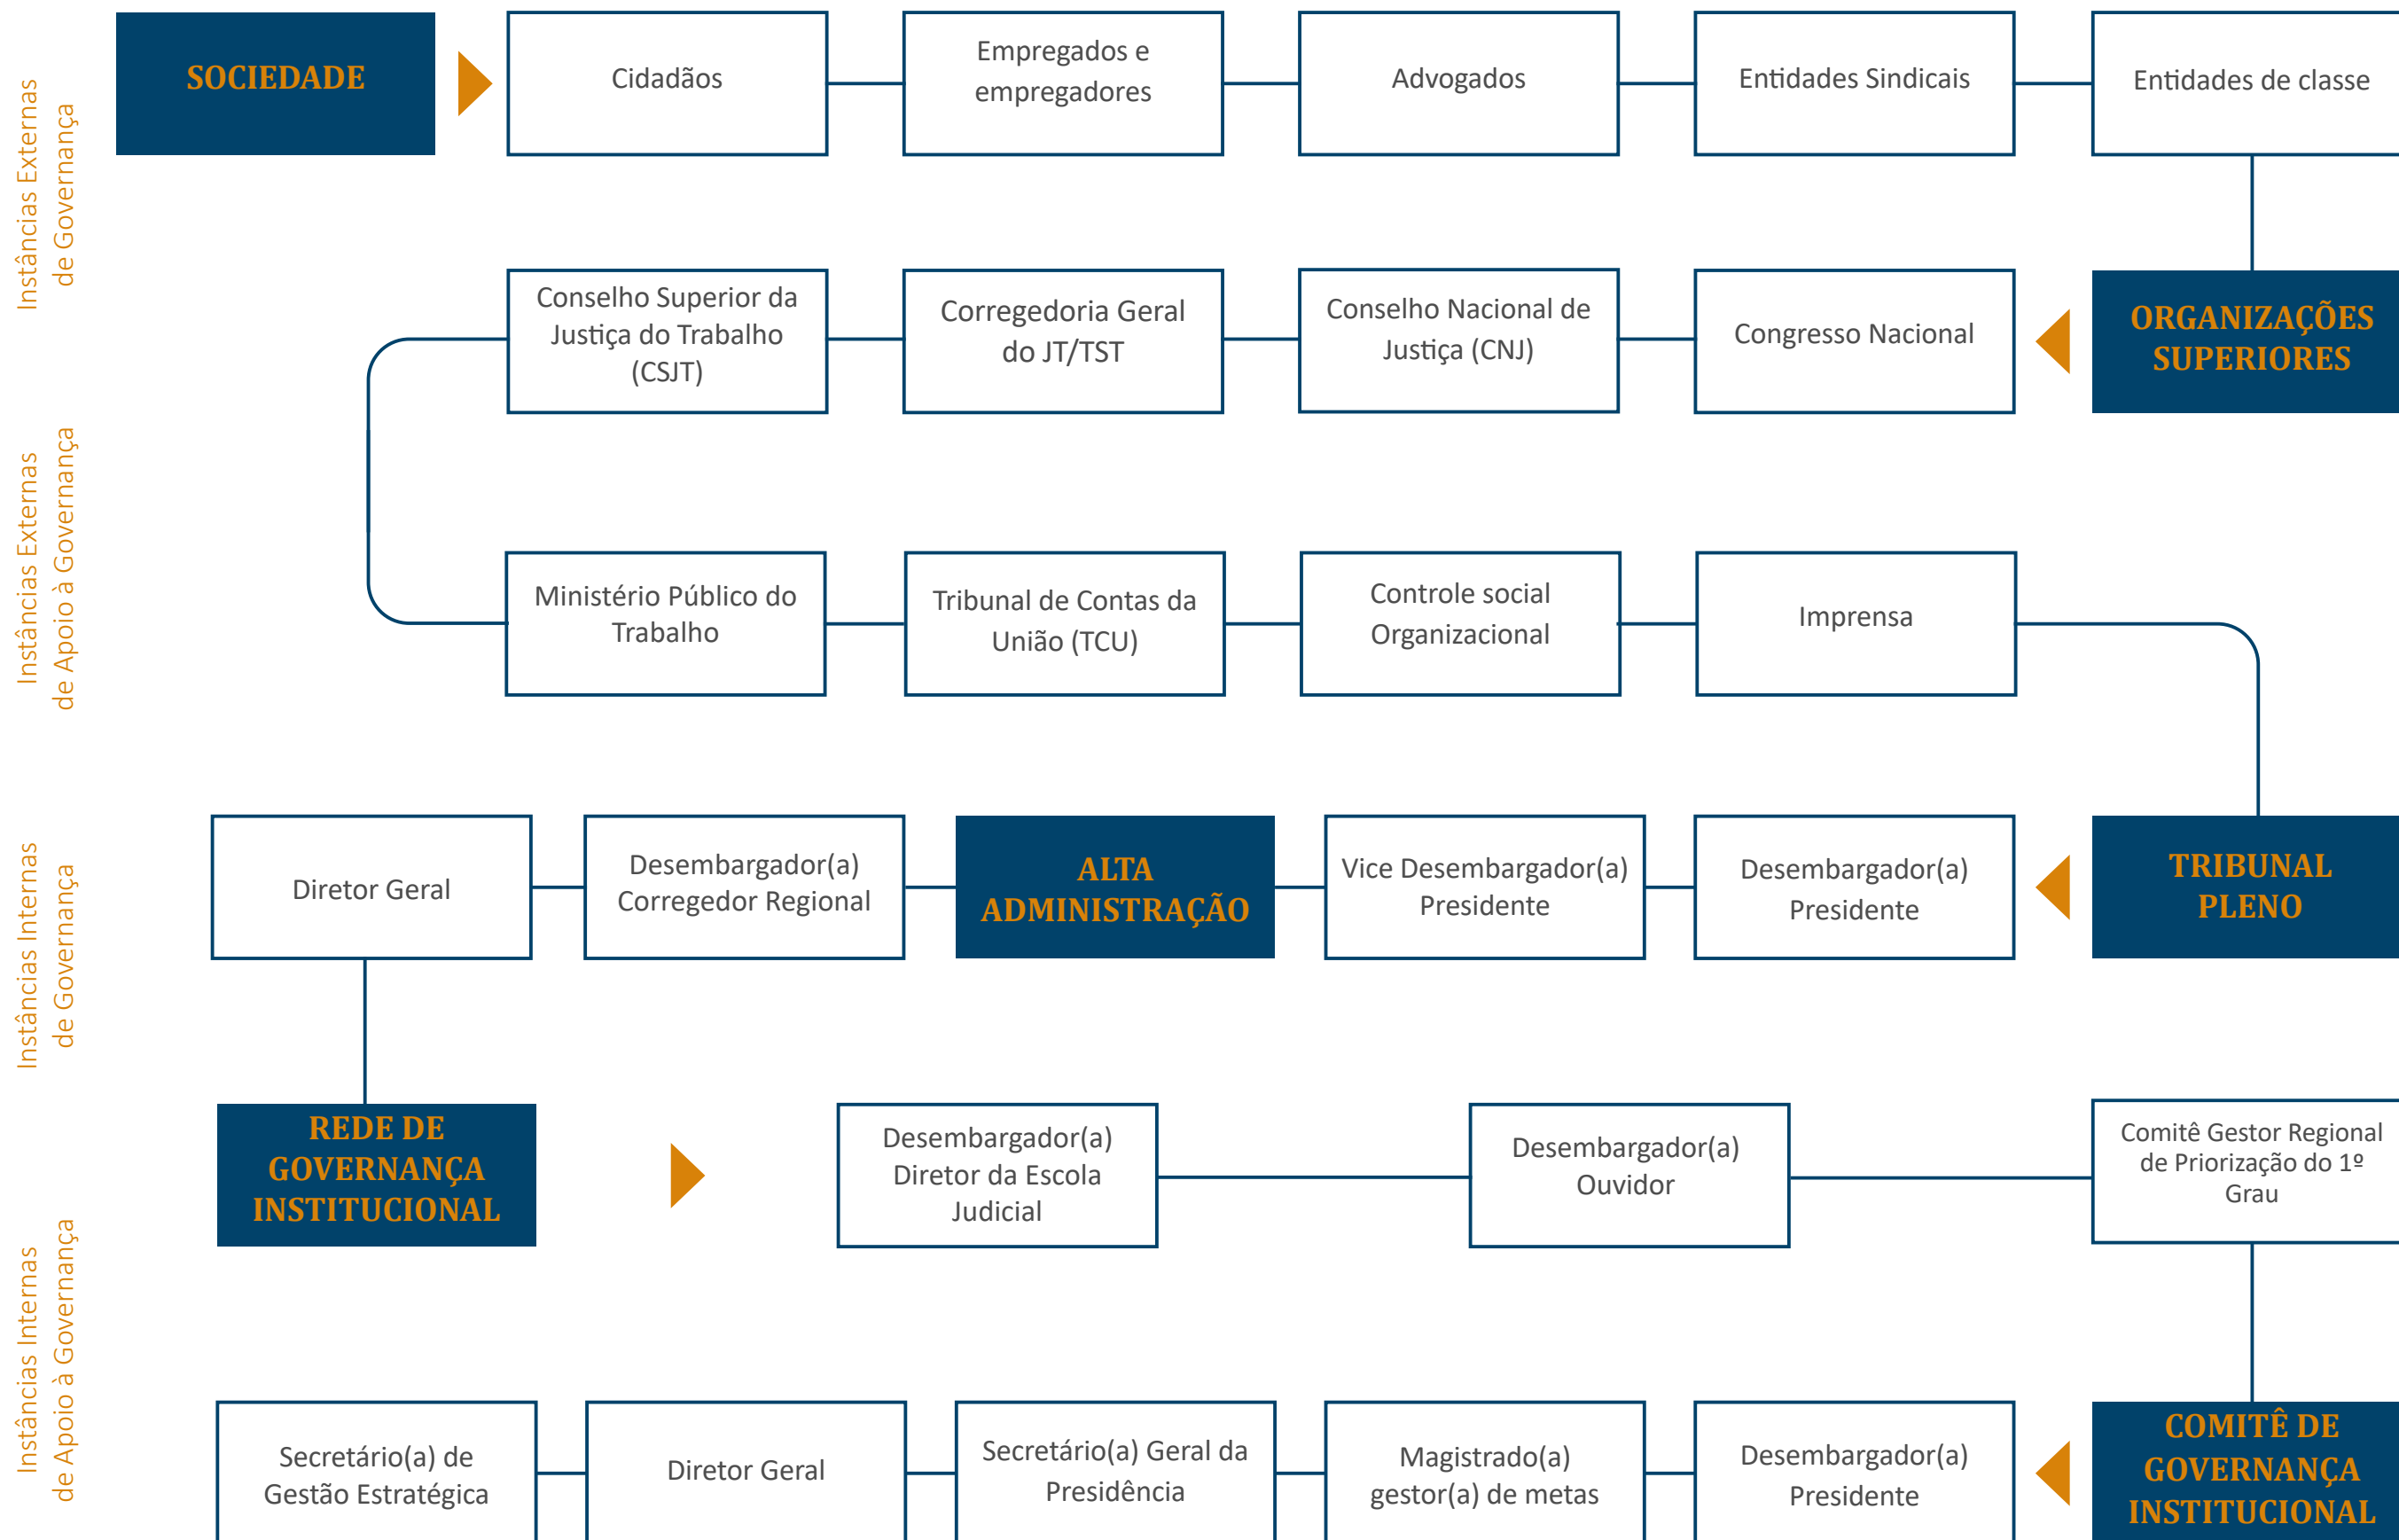 Instâncias Externas
de Governança
SOCIEDADE
Cidadãos
Empregados e
empregadores
Advogados
Entidades Sindicais
Entidades de classe
Conselho Superior da
Justiça do Trabalho
(CSJT)
Corregedoria Geral
do JT/TST
Conselho Nacional de
Justiça (CNJ)
Congresso Nacional
ORGANIZAÇÕES
SUPERIORES
Instâncias Externas
de Apoio à Governança
Ministério Público do
Trabalho
Tribunal de Contas da
União (TCU)
Controle social
Organizacional
Imprensa
Instâncias Internas
de Governança
Diretor Geral
Desembargador(a)
Corregedor Regional
ALTA
ADMINISTRAÇÃO
Vice Desembargador(a)
Presidente
Desembargador(a)
Presidente
TRIBUNAL
PLENO
Instâncias Internas
de Apoio à Governança
REDE DE
GOVERNANÇA
INSTITUCIONAL
Desembargador(a)
Diretor da Escola
Judicial
Desembargador(a)
Ouvidor
Comitê Gestor Regional
de Priorização do 1º
Grau
Secretário(a) de
Gestão Estratégica
Diretor Geral
Secretário(a) Geral da
Presidência
Magistrado(a)
gestor(a) de metas
Desembargador(a)
Presidente
COMITÊ DE
GOVERNANÇA
INSTITUCIONAL